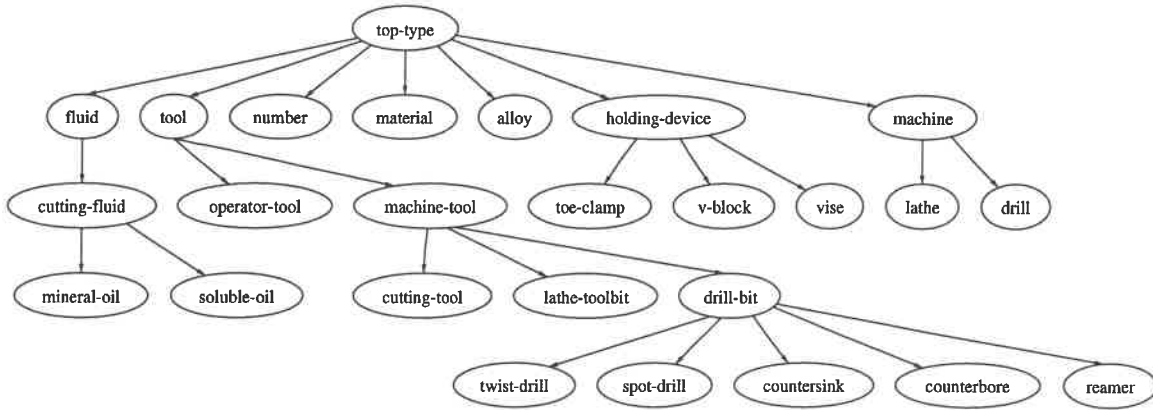 top-type
fluid tool number material alloy holding-device machine
cutting-fluid operator-tool machine-tool toe-clamp v-block vise lathe drill
mineral-oil soluble-oil cutting-tool lathe-toolbit drill-bit
twist-drill spot-drill countersink counterbore reamer